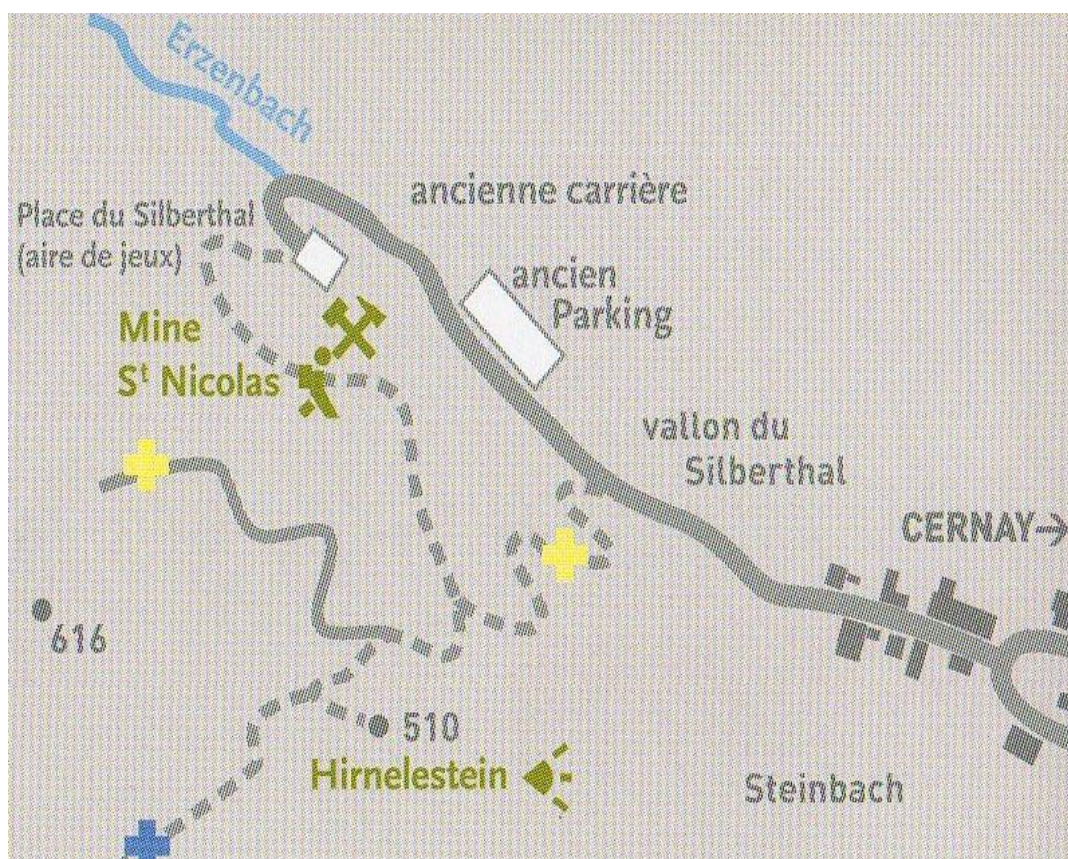 Erzenbach
ancienne carrière
Place du Silberthal
(aire de jeux)
ancien
Parking
Mine
St Nicolas
vallon du
Silberthal
CERNAY→
616
510
Hirnelestein
Steinbach